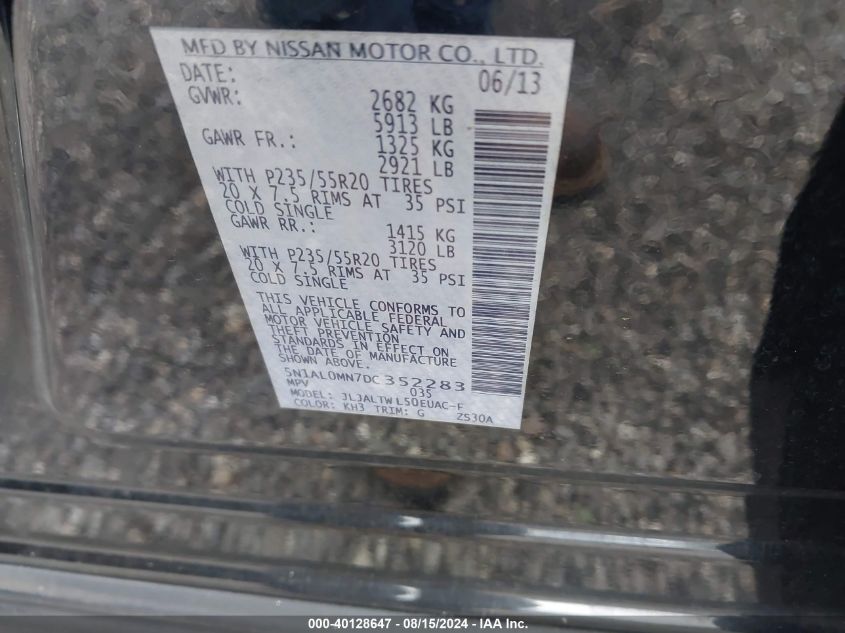 MFD BY NISSAN MOTOR CO., LTD.
DATE: 06/13
GVWR: 2682 KG
5913 LB
GAWR FR.: 1325 KG
2921 LB
WITH P235/55R20 TIRES
20 X 7.5 RIMS AT 35 PSI
COLD SINGLE
GAWR RR.: 1415 KG
3120 LB
WITH P235/55R20 TIRES
20 X 7.5 RIMS AT 35 PSI
COLD SINGLE
THIS VEHICLE CONFORMS TO
ALL APPLICABLE FEDERAL
MOTOR VEHICLE SAFETY AND
THEFT PREVENTION
STANDARDS IN EFFECT ON
THE DATE OF MANUFACTURE
SHOWN ABOVE.
5N1AL0MN7DC352283
MPV 035
MODEL: JLJALTWL50EUAC-F
COLOR: KH3 TRIM: G ZS30A
000-40128647 - 08/15/2024 - IAA Inc.